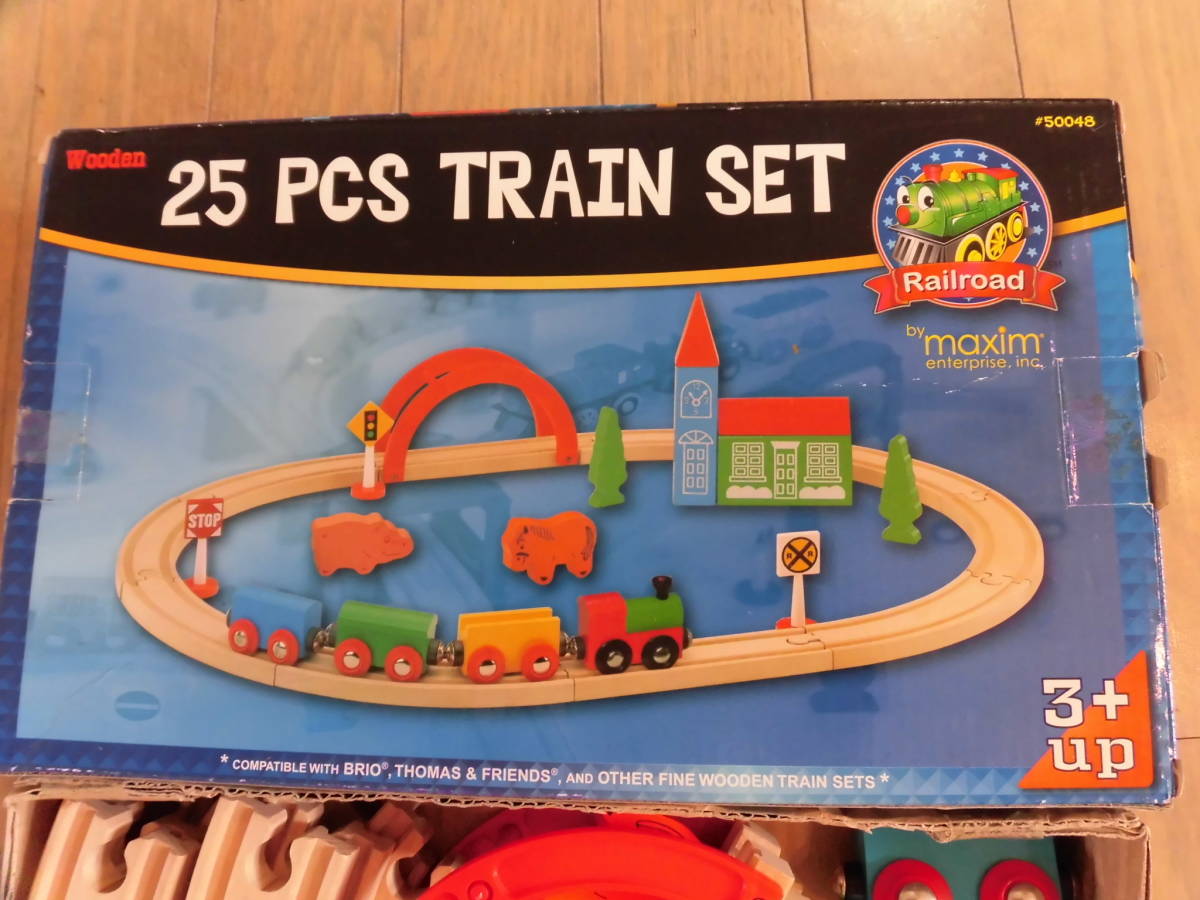 Wooden
25 PCS TRAIN SET
#50048
Railroad
by maxim®
enterprise, inc.
STOP
R R
3+
up
* COMPATIBLE WITH BRIO®, THOMAS & FRIENDS®, AND OTHER FINE WOODEN TRAIN SETS *